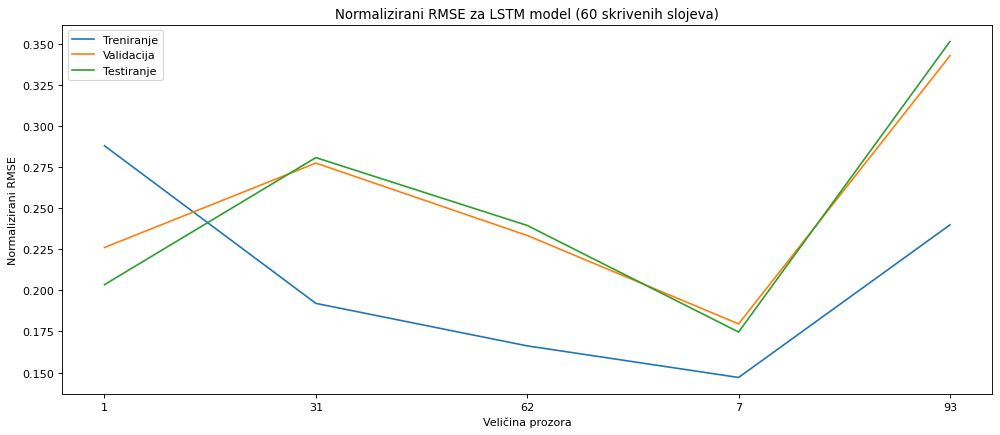 Normalizirani RMSE za LSTM model (60 skrivenih slojeva)
Treniranje
Validacija
Testiranje
Normalizirani RMSE
0.350
0.325
0.300
0.275
0.250
0.225
0.200
0.175
0.150
1 31 62 7 93
Veličina prozora